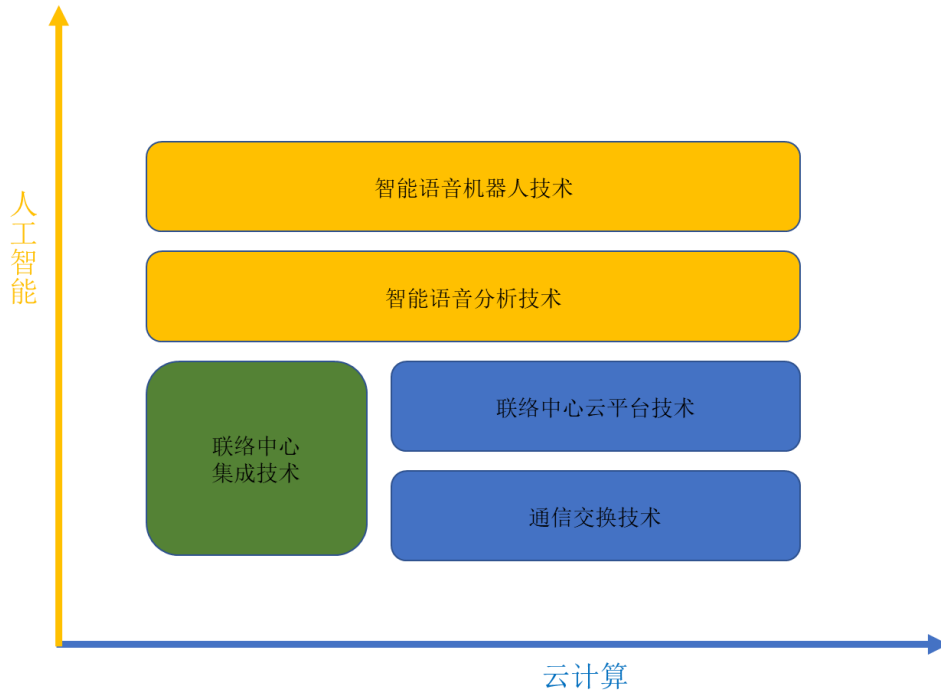 智能语音机器人技术
人
工
智
能
智能语音分析技术
联络中心云平台技术
联络中心
集成技术
通信交换技术
云计算